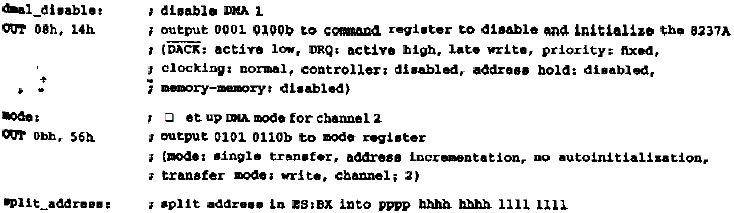 dma1_disable: ; disable DMA 1
OUT 08h, 14h ; output 0001 0100b to command register to disable and initialize the 8237A
; (DACK: active low, DRQ: active high, late write, priority: fixed,
; clocking: normal, controller: disabled, address hold: disabled,
; memory-memory: disabled)
mode: ; et up DMA mode for channel 2
OUT 0bh, 56h ; output 0101 0110b to mode register
; (mode: single transfer, address incrementation, no autoinitialization,
; transfer mode: write, channel; 2)
split_address: ; split address in ES:BX into pppp hhhh hhhh 1111 1111